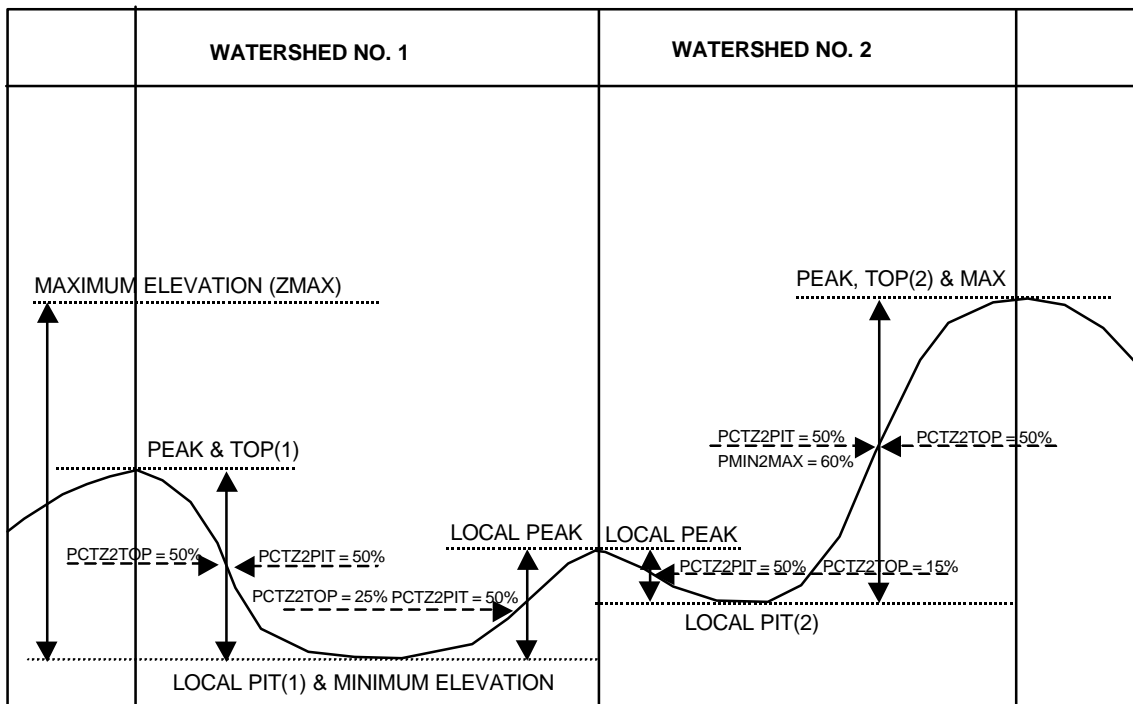 WATERSHED NO. 1
WATERSHED NO. 2
MAXIMUM ELEVATION (ZMAX)
PEAK, TOP(2) & MAX
PEAK & TOP(1)
PCTZ2PIT = 50%
PCTZ2TOP = 50%
PMIN2MAX = 60%
LOCAL PEAK
LOCAL PEAK
PCTZ2TOP = 50%
PCTZ2PIT = 50%
PCTZ2PIT = 50%
PCTZ2TOP = 15%
PCTZ2TOP = 25% PCTZ2PIT = 50%
LOCAL PIT(2)
LOCAL PIT(1) & MINIMUM ELEVATION